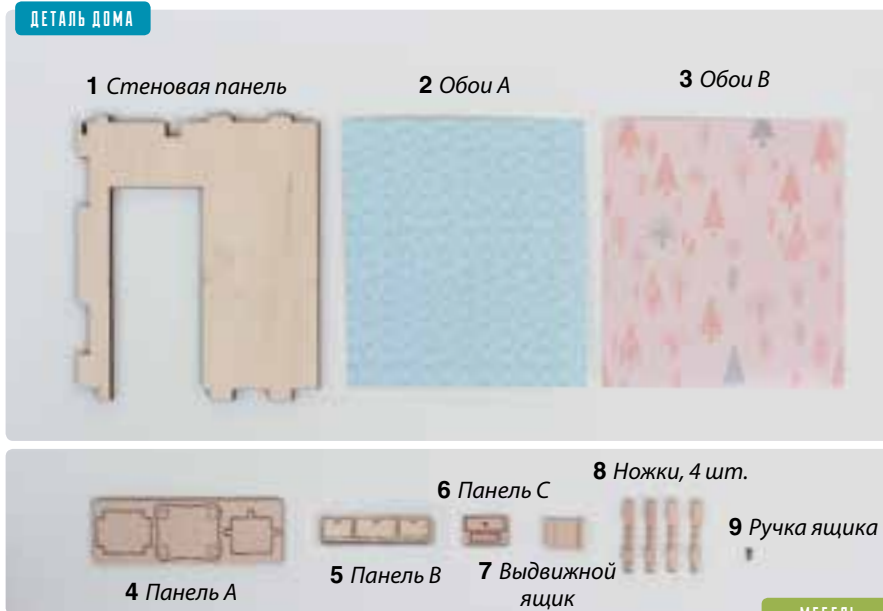 ДЕТАЛЬ ДОМА
1 Стеновая панель
2 Обои А
3 Обои В
4 Панель А
5 Панель В
6 Панель С
7 Выдвижной
ящик
8 Ножки, 4 шт.
9 Ручка ящика
МЕБЕЛЬ